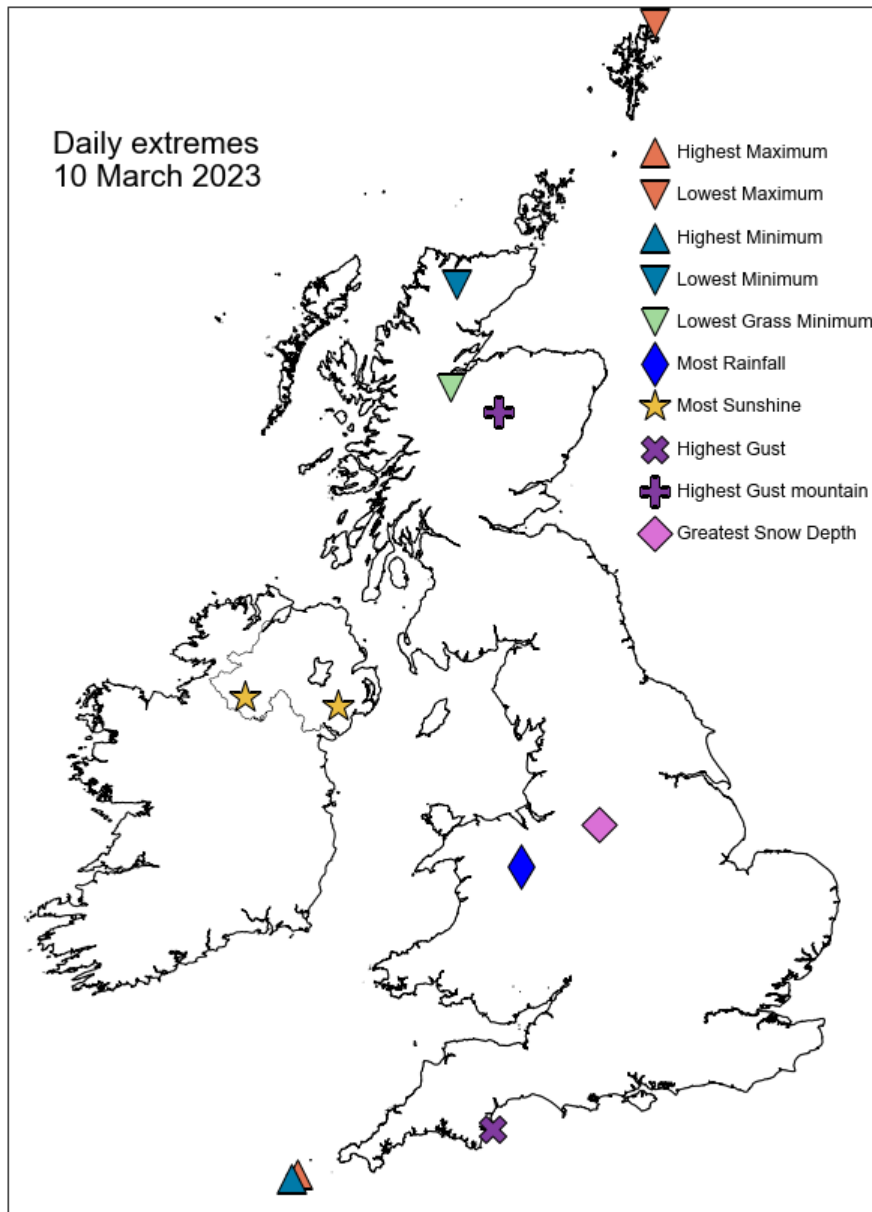 Daily extremes
10 March 2023
Highest Maximum
Lowest Maximum
Highest Minimum
Lowest Minimum
Lowest Grass Minimum
Most Rainfall
Most Sunshine
Highest Gust
Highest Gust mountain
Greatest Snow Depth